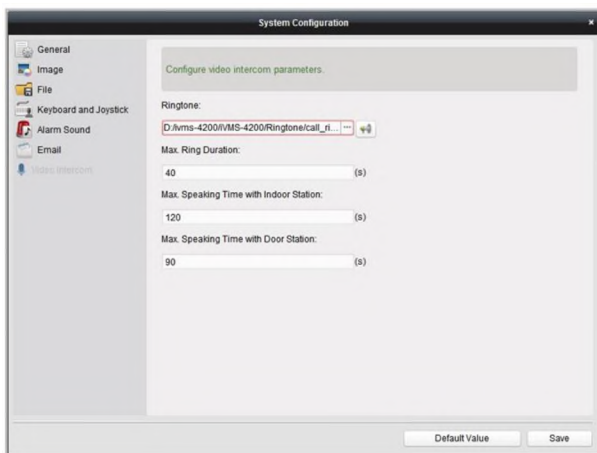 System Configuration
×
General
Image
File
Keyboard and Joystick
Alarm Sound
Email
Video Intercom
Configure video intercom parameters.
Ringtone:
D:/ivms-4200/iVMS-4200/Ringtone/call_ri... ...
Max. Ring Duration:
40 (s)
Max. Speaking Time with Indoor Station:
120 (s)
Max. Speaking Time with Door Station:
90 (s)
Default Value Save